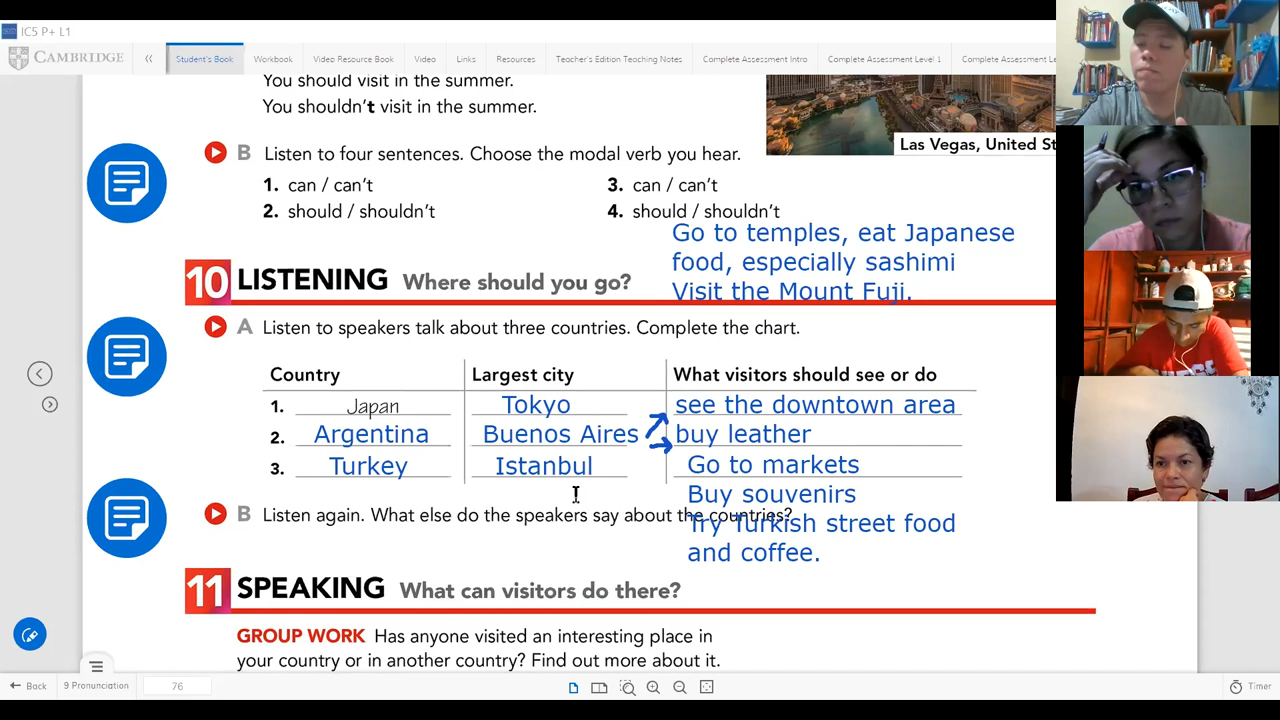 IC5 P+ L1
CAMBRIDGE
Student's Book
Workbook
Video Resource Book
Video
Links
Resources
Teacher's Edition Teaching Notes
Complete Assessment Intro
Complete Assessment Level 1
Complete Assessment Le
You should visit in the summer.
You shouldn't visit in the summer.
Las Vegas, United St
B Listen to four sentences. Choose the modal verb you hear.
1. can / can't
3. can / can't
2. should / shouldn't
4. should / shouldn't
Go to temples, eat Japanese
food, especially sashimi
Visit the Mount Fuji.
10 LISTENING Where should you go?
A Listen to speakers talk about three countries. Complete the chart.
Country Largest city What visitors should see or do
1. Japan Tokyo see the downtown area
2. Argentina Buenos Aires buy leather
3. Turkey Istanbul Go to markets
Buy souvenirs
B Listen again. What else do the speakers say about the countries?
Try Turkish street food
and coffee.
11 SPEAKING What can visitors do there?
GROUP WORK Has anyone visited an interesting place in
your country or in another country? Find out more about it.
Back
9 Pronunciation
76
Timer